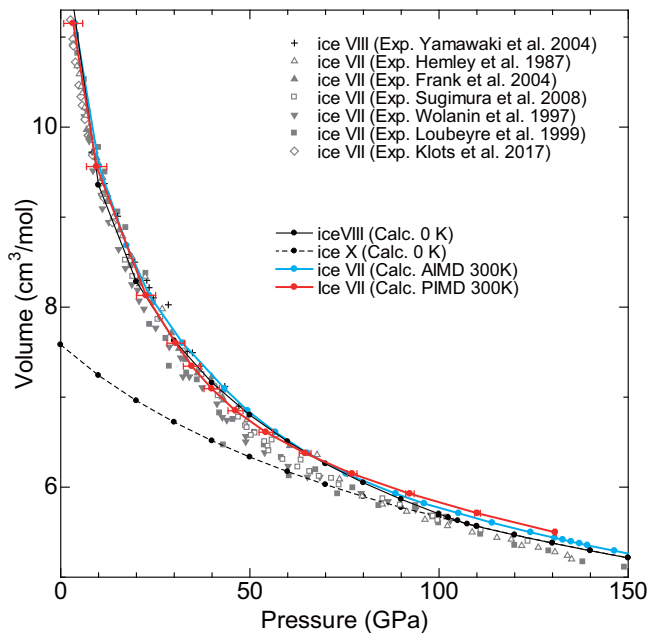 10
8
6
0
50
100
150
Volume (cm³/mol)
Pressure (GPa)
ice VIII (Exp. Yamawaki et al. 2004)
ice VII (Exp. Hemley et al. 1987)
ice VII (Exp. Frank et al. 2004)
ice VII (Exp. Sugimura et al. 2008)
ice VII (Exp. Wolanin et al. 1997)
ice VII (Exp. Loubeyre et al. 1999)
ice VII (Exp. Klots et al. 2017)
iceVIII (Calc. 0 K)
ice X (Calc. 0 K)
ice VII (Calc. AIMD 300K)
Ice VII (Calc. PIMD 300K)